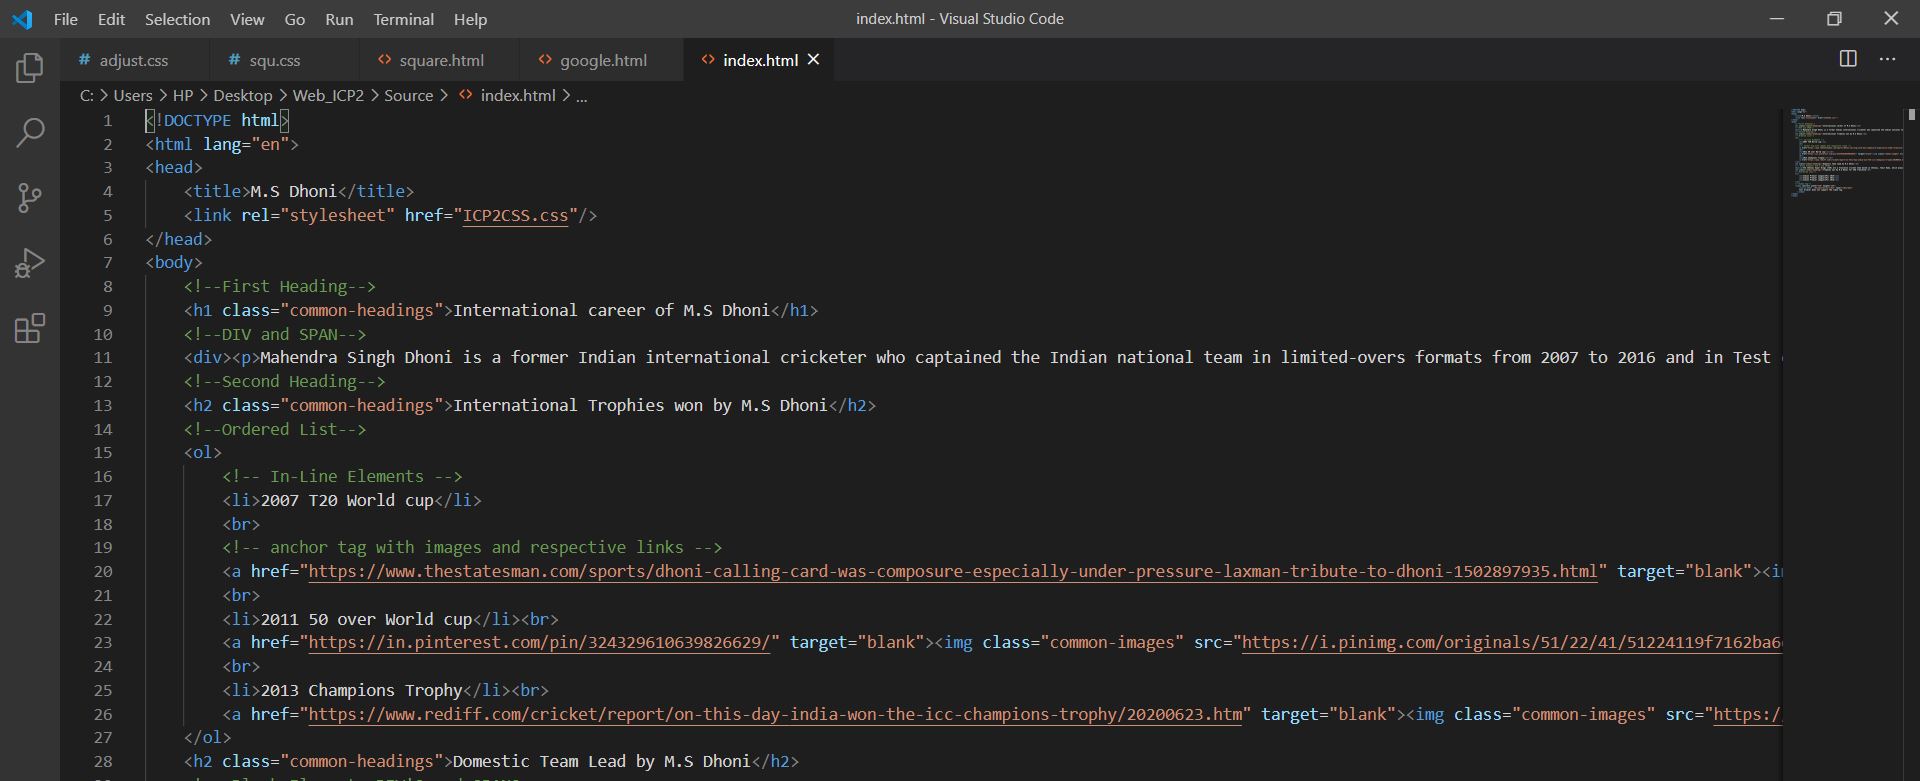 File Edit Selection View Go Run Terminal Help index.html - Visual Studio Code
# adjust.css # squ.css <> square.html <> google.html <> index.html
C: > Users > HP > Desktop > Web_ICP2 > Source > <> index.html > ...
1 <!DOCTYPE html>
2 <html lang="en">
3 <head>
4 <title>M.S Dhoni</title>
5 <link rel="stylesheet" href="ICP2CSS.css"/>
6 </head>
7 <body>
8 <!--First Heading-->
9 <h1 class="common-headings">International career of M.S Dhoni</h1>
10 <!--DIV and SPAN-->
11 <div><p>Mahendra Singh Dhoni is a former Indian international cricketer who captained the Indian national team in limited-overs formats from 2007 to 2016 and in Test
12 <!--Second Heading-->
13 <h2 class="common-headings">International Trophies won by M.S Dhoni</h2>
14 <!--Ordered List-->
15 <ol>
16 <!-- In-Line Elements -->
17 <li>2007 T20 World cup</li>
18 <br>
19 <!-- anchor tag with images and respective links -->
20 <a href="https://www.thestatesman.com/sports/dhoni-calling-card-was-composure-especially-under-pressure-laxman-tribute-to-dhoni-1502897935.html" target="blank"><i
21 <br>
22 <li>2011 50 over World cup</li><br>
23 <a href="https://in.pinterest.com/pin/324329610639826629/" target="blank"><img class="common-images" src="https://i.pinimg.com/originals/51/22/41/51224119f7162ba6
24 <br>
25 <li>2013 Champions Trophy</li><br>
26 <a href="https://www.rediff.com/cricket/report/on-this-day-india-won-the-icc-champions-trophy/20200623.htm" target="blank"><img class="common-images" src="https:/
27 </ol>
28 <h2 class="common-headings">Domestic Team Lead by M.S Dhoni</h2>